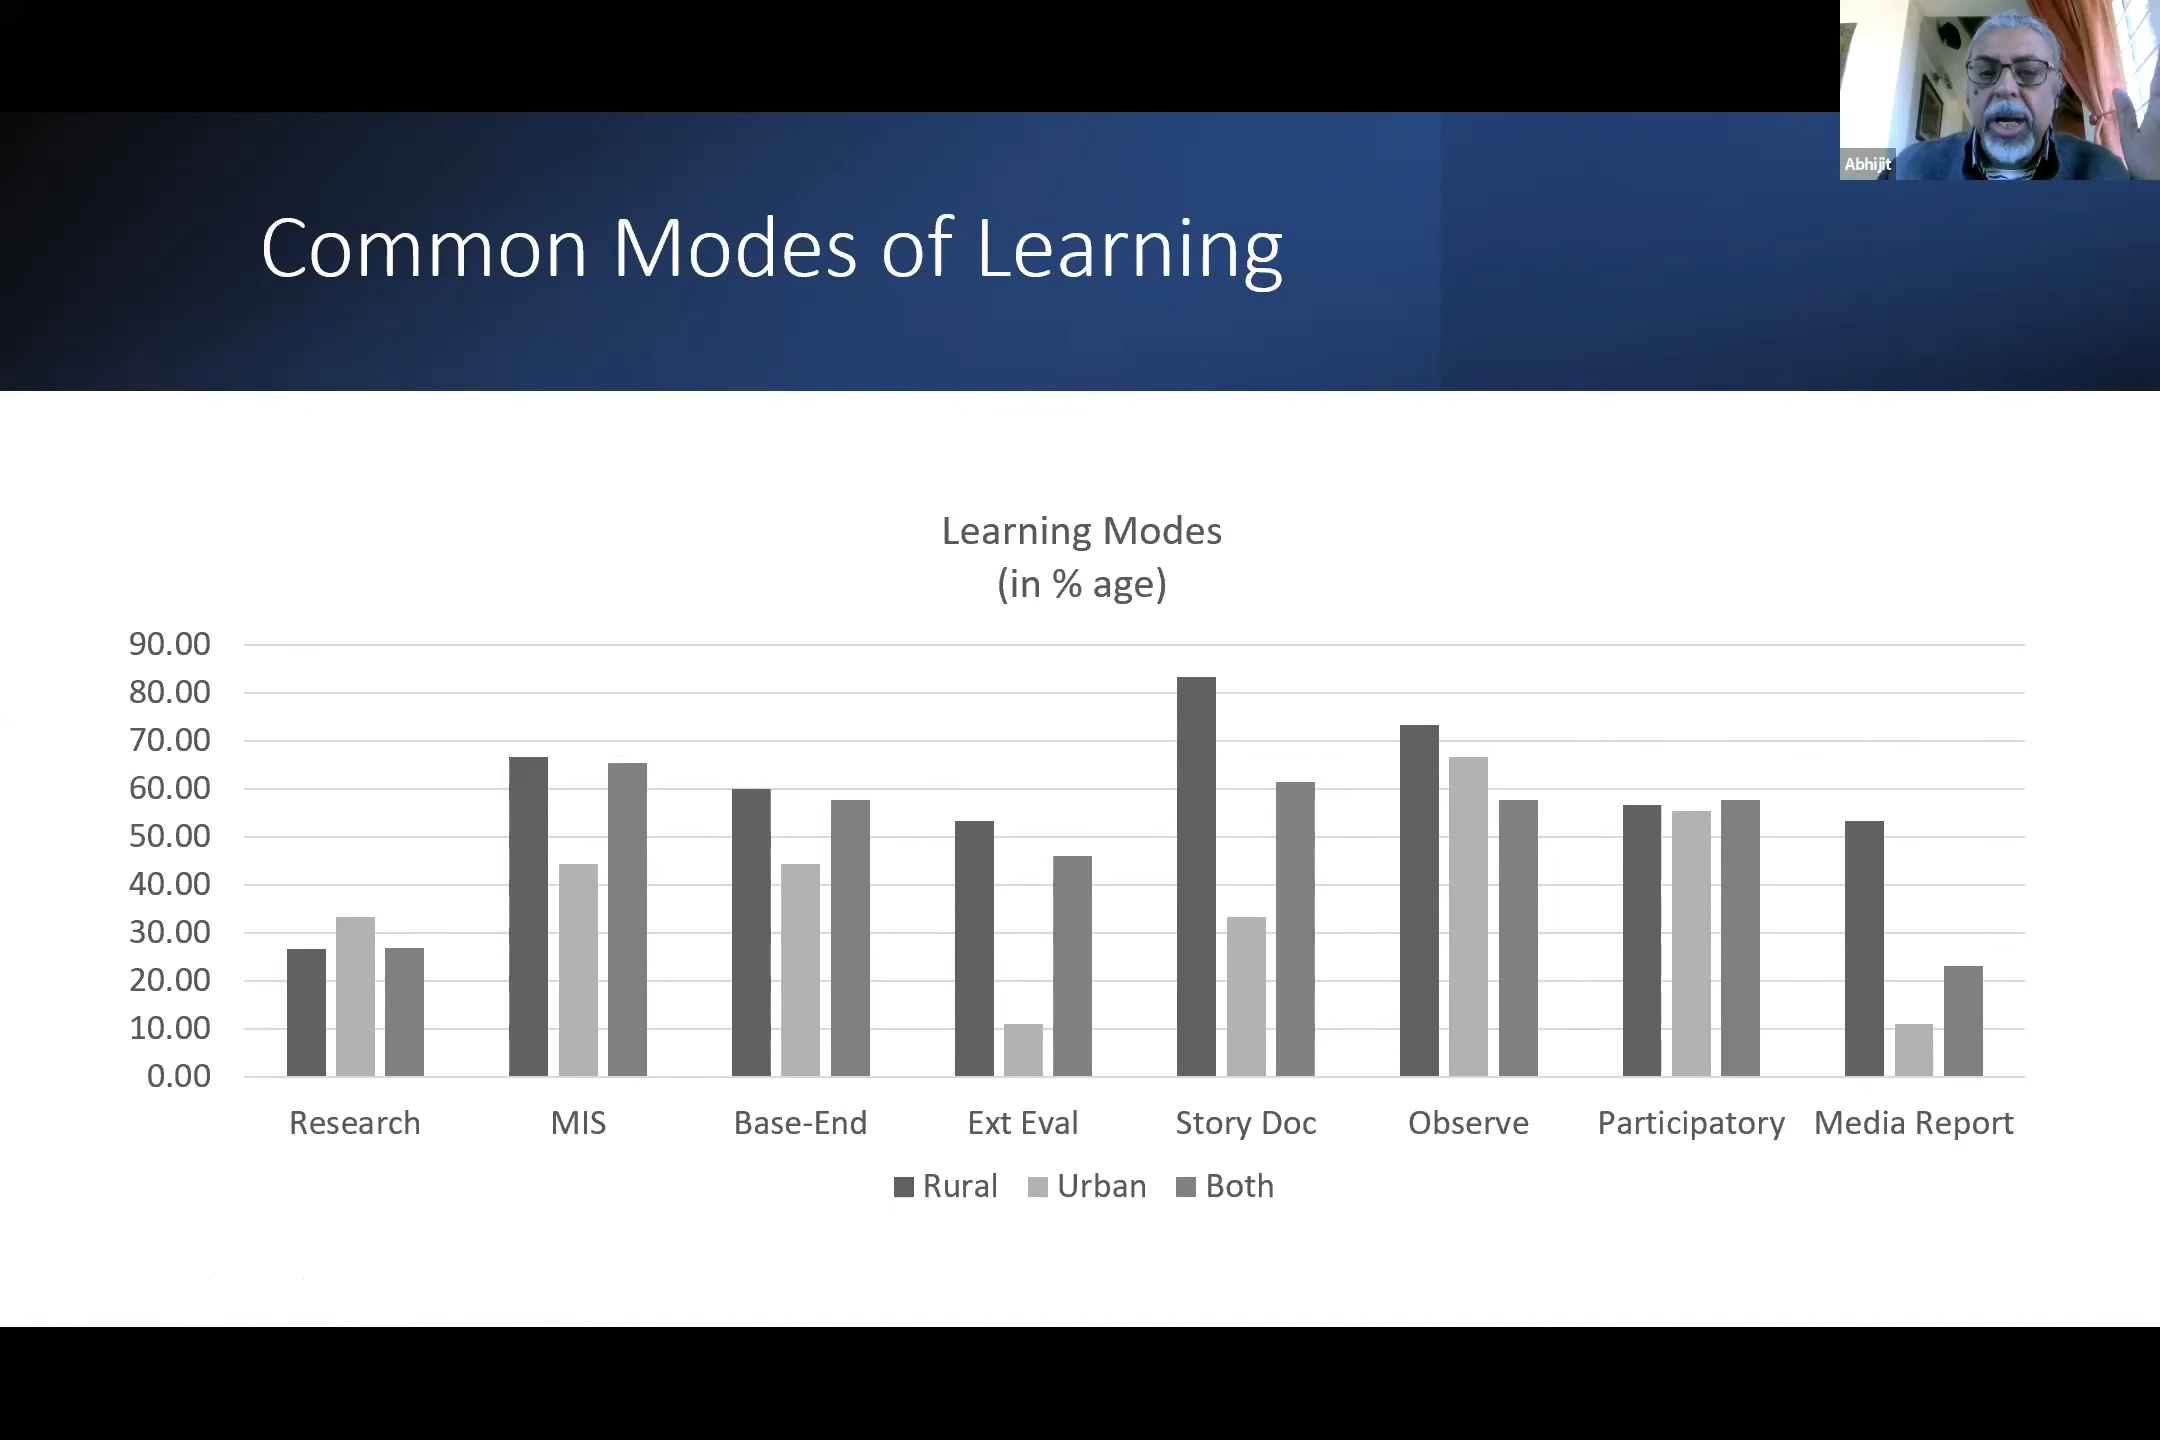 Abhijit
Common Modes of Learning
Learning Modes
(in % age)
90.00
80.00
70.00
60.00
50.00
40.00
30.00
20.00
10.00
0.00
Research MIS Base-End Ext Eval Story Doc Observe Participatory Media Report
Rural Urban Both